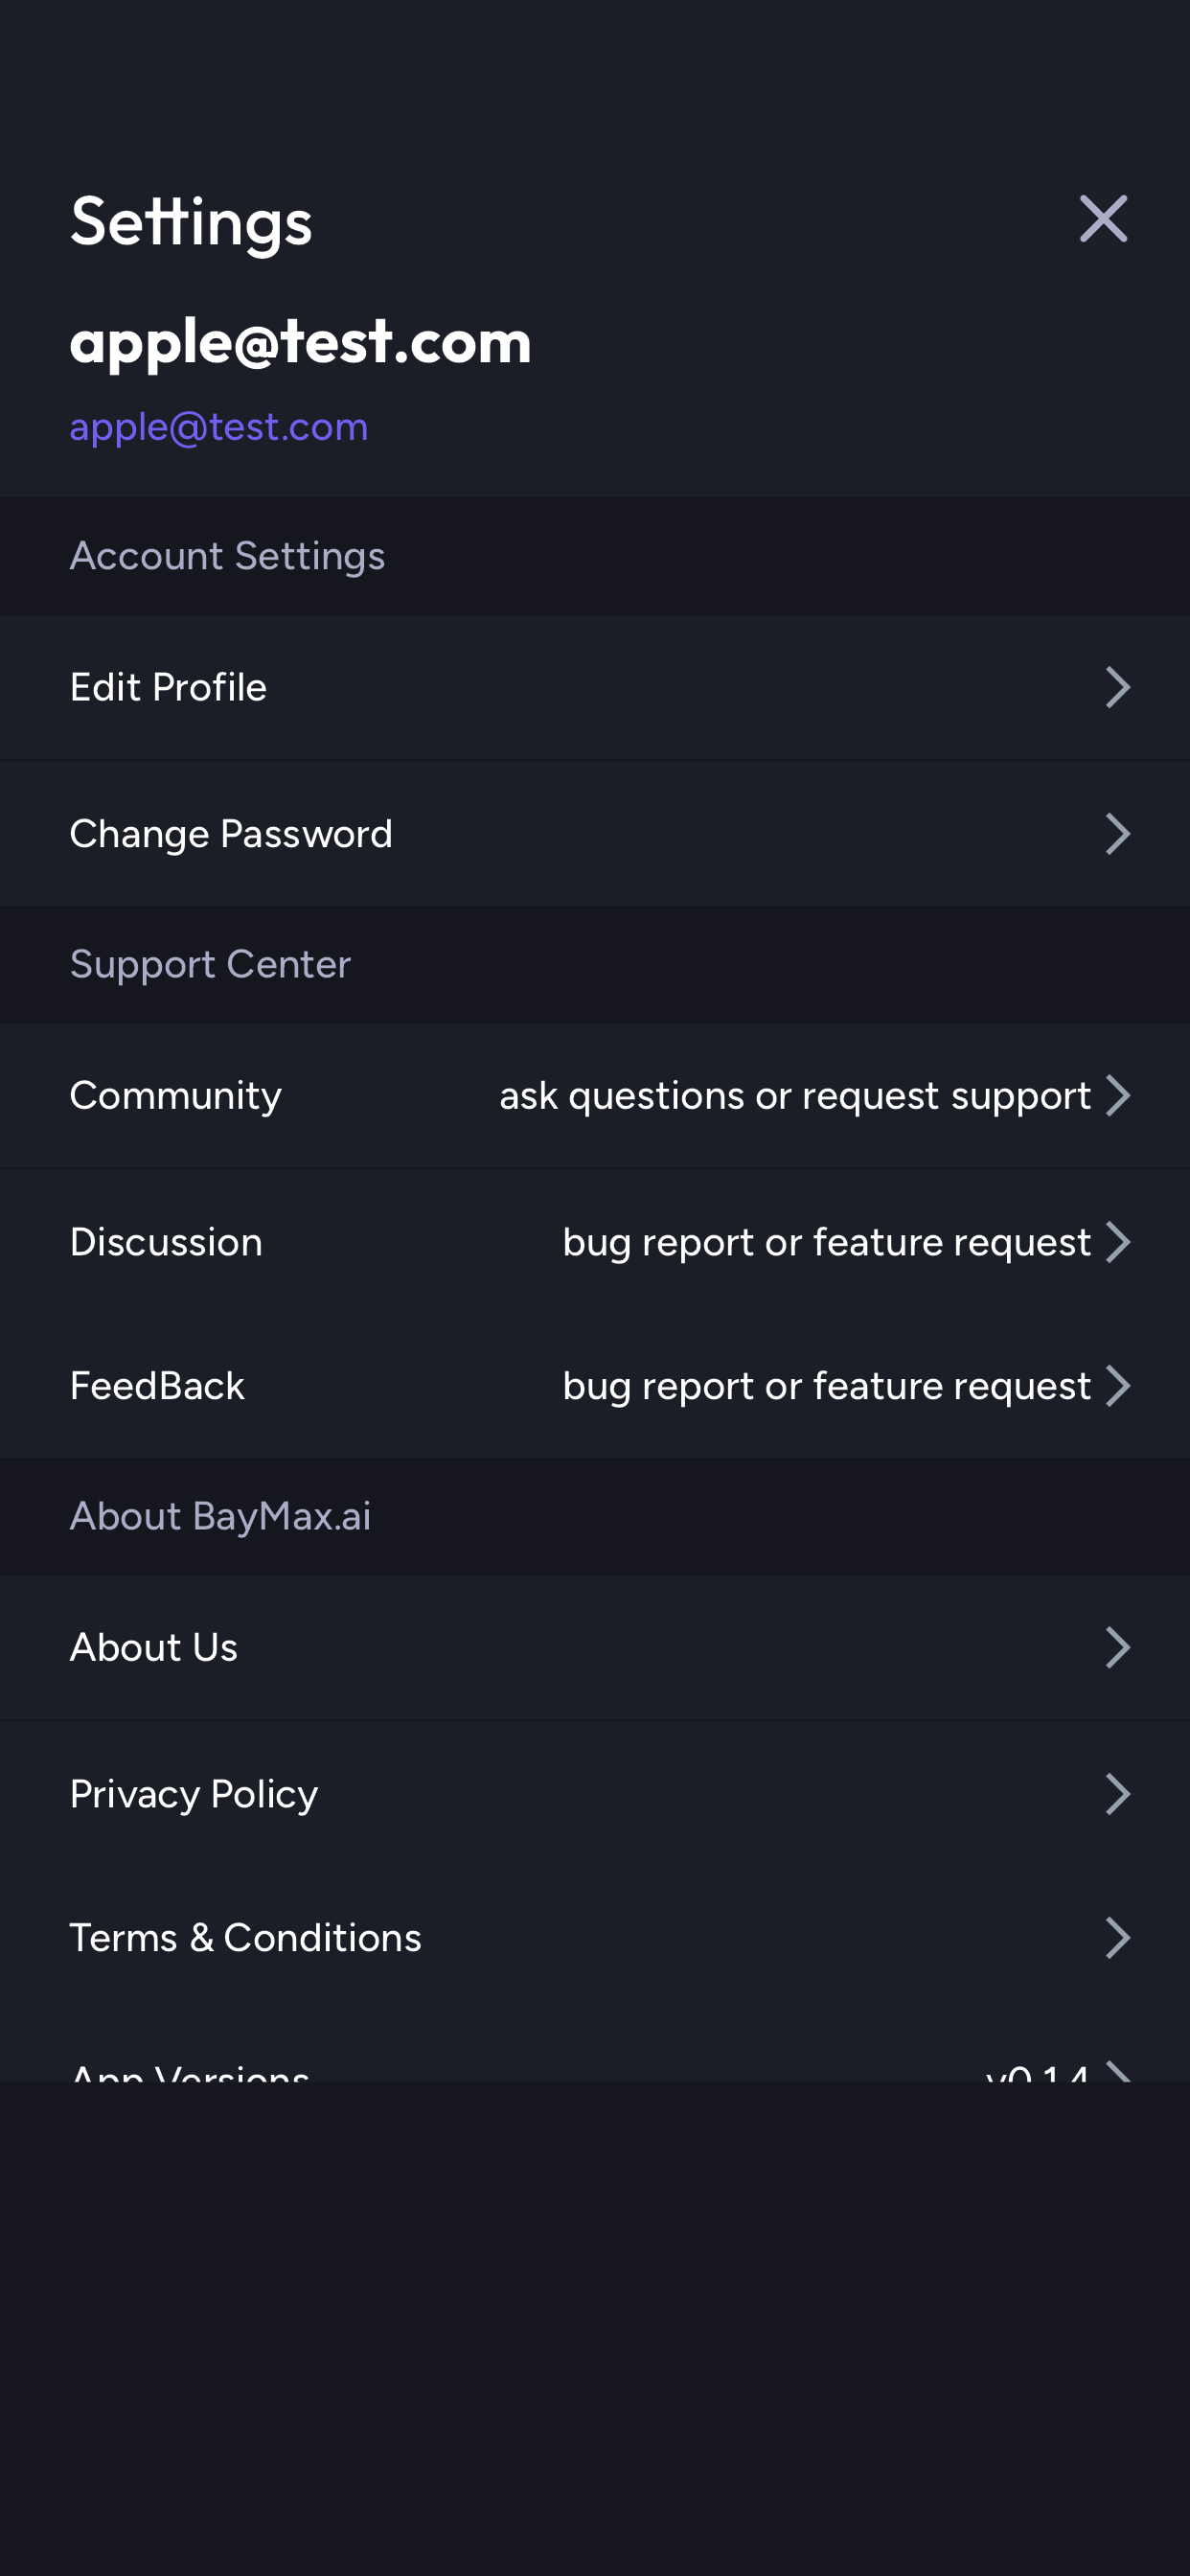 Settings
apple@test.com
apple@test.com
Account Settings
Edit Profile
Change Password
Support Center
Community ask questions or request support
Discussion bug report or feature request
FeedBack bug report or feature request
About BayMax.ai
About Us
Privacy Policy
Terms & Conditions
App Versions v0.1.4